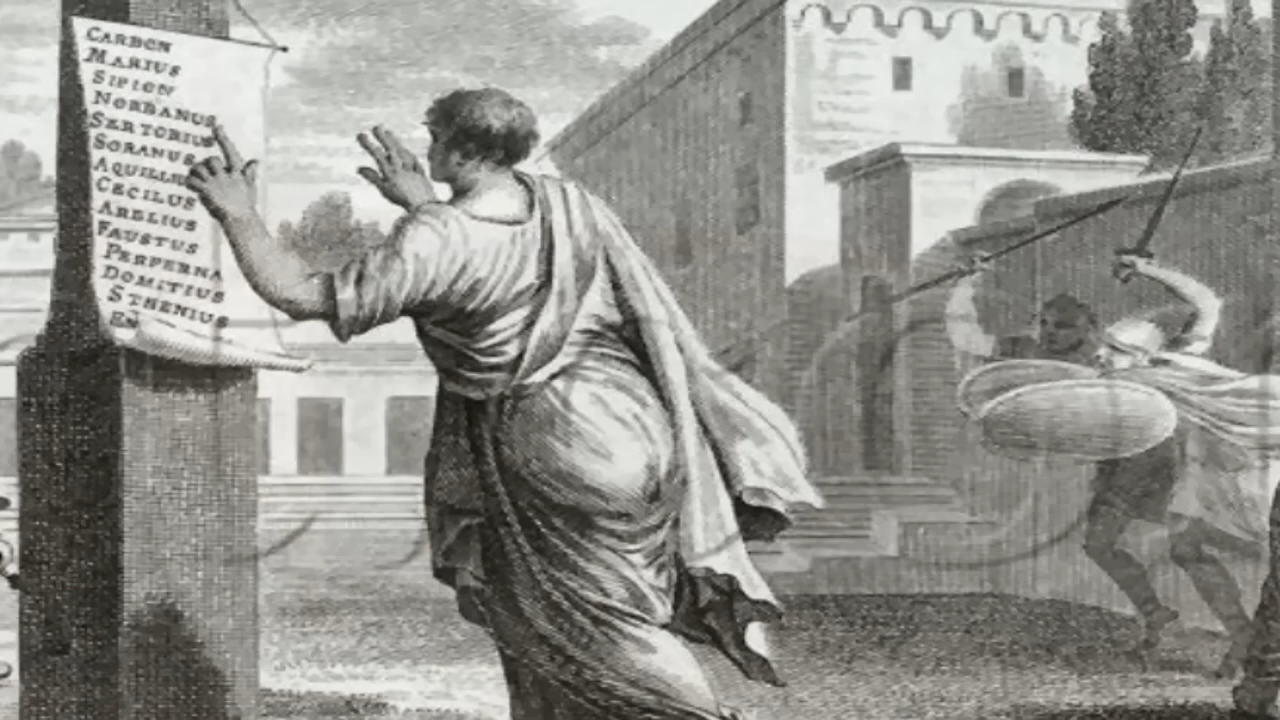 CARBON
MARIUS
SIPION
NORBANUS
SERTORIUS
SORANUS
AQUILLIUS
CECILUS
ARELIUS
FAUSTUS
PERPERNA
DOMITIUS
STHENIUS